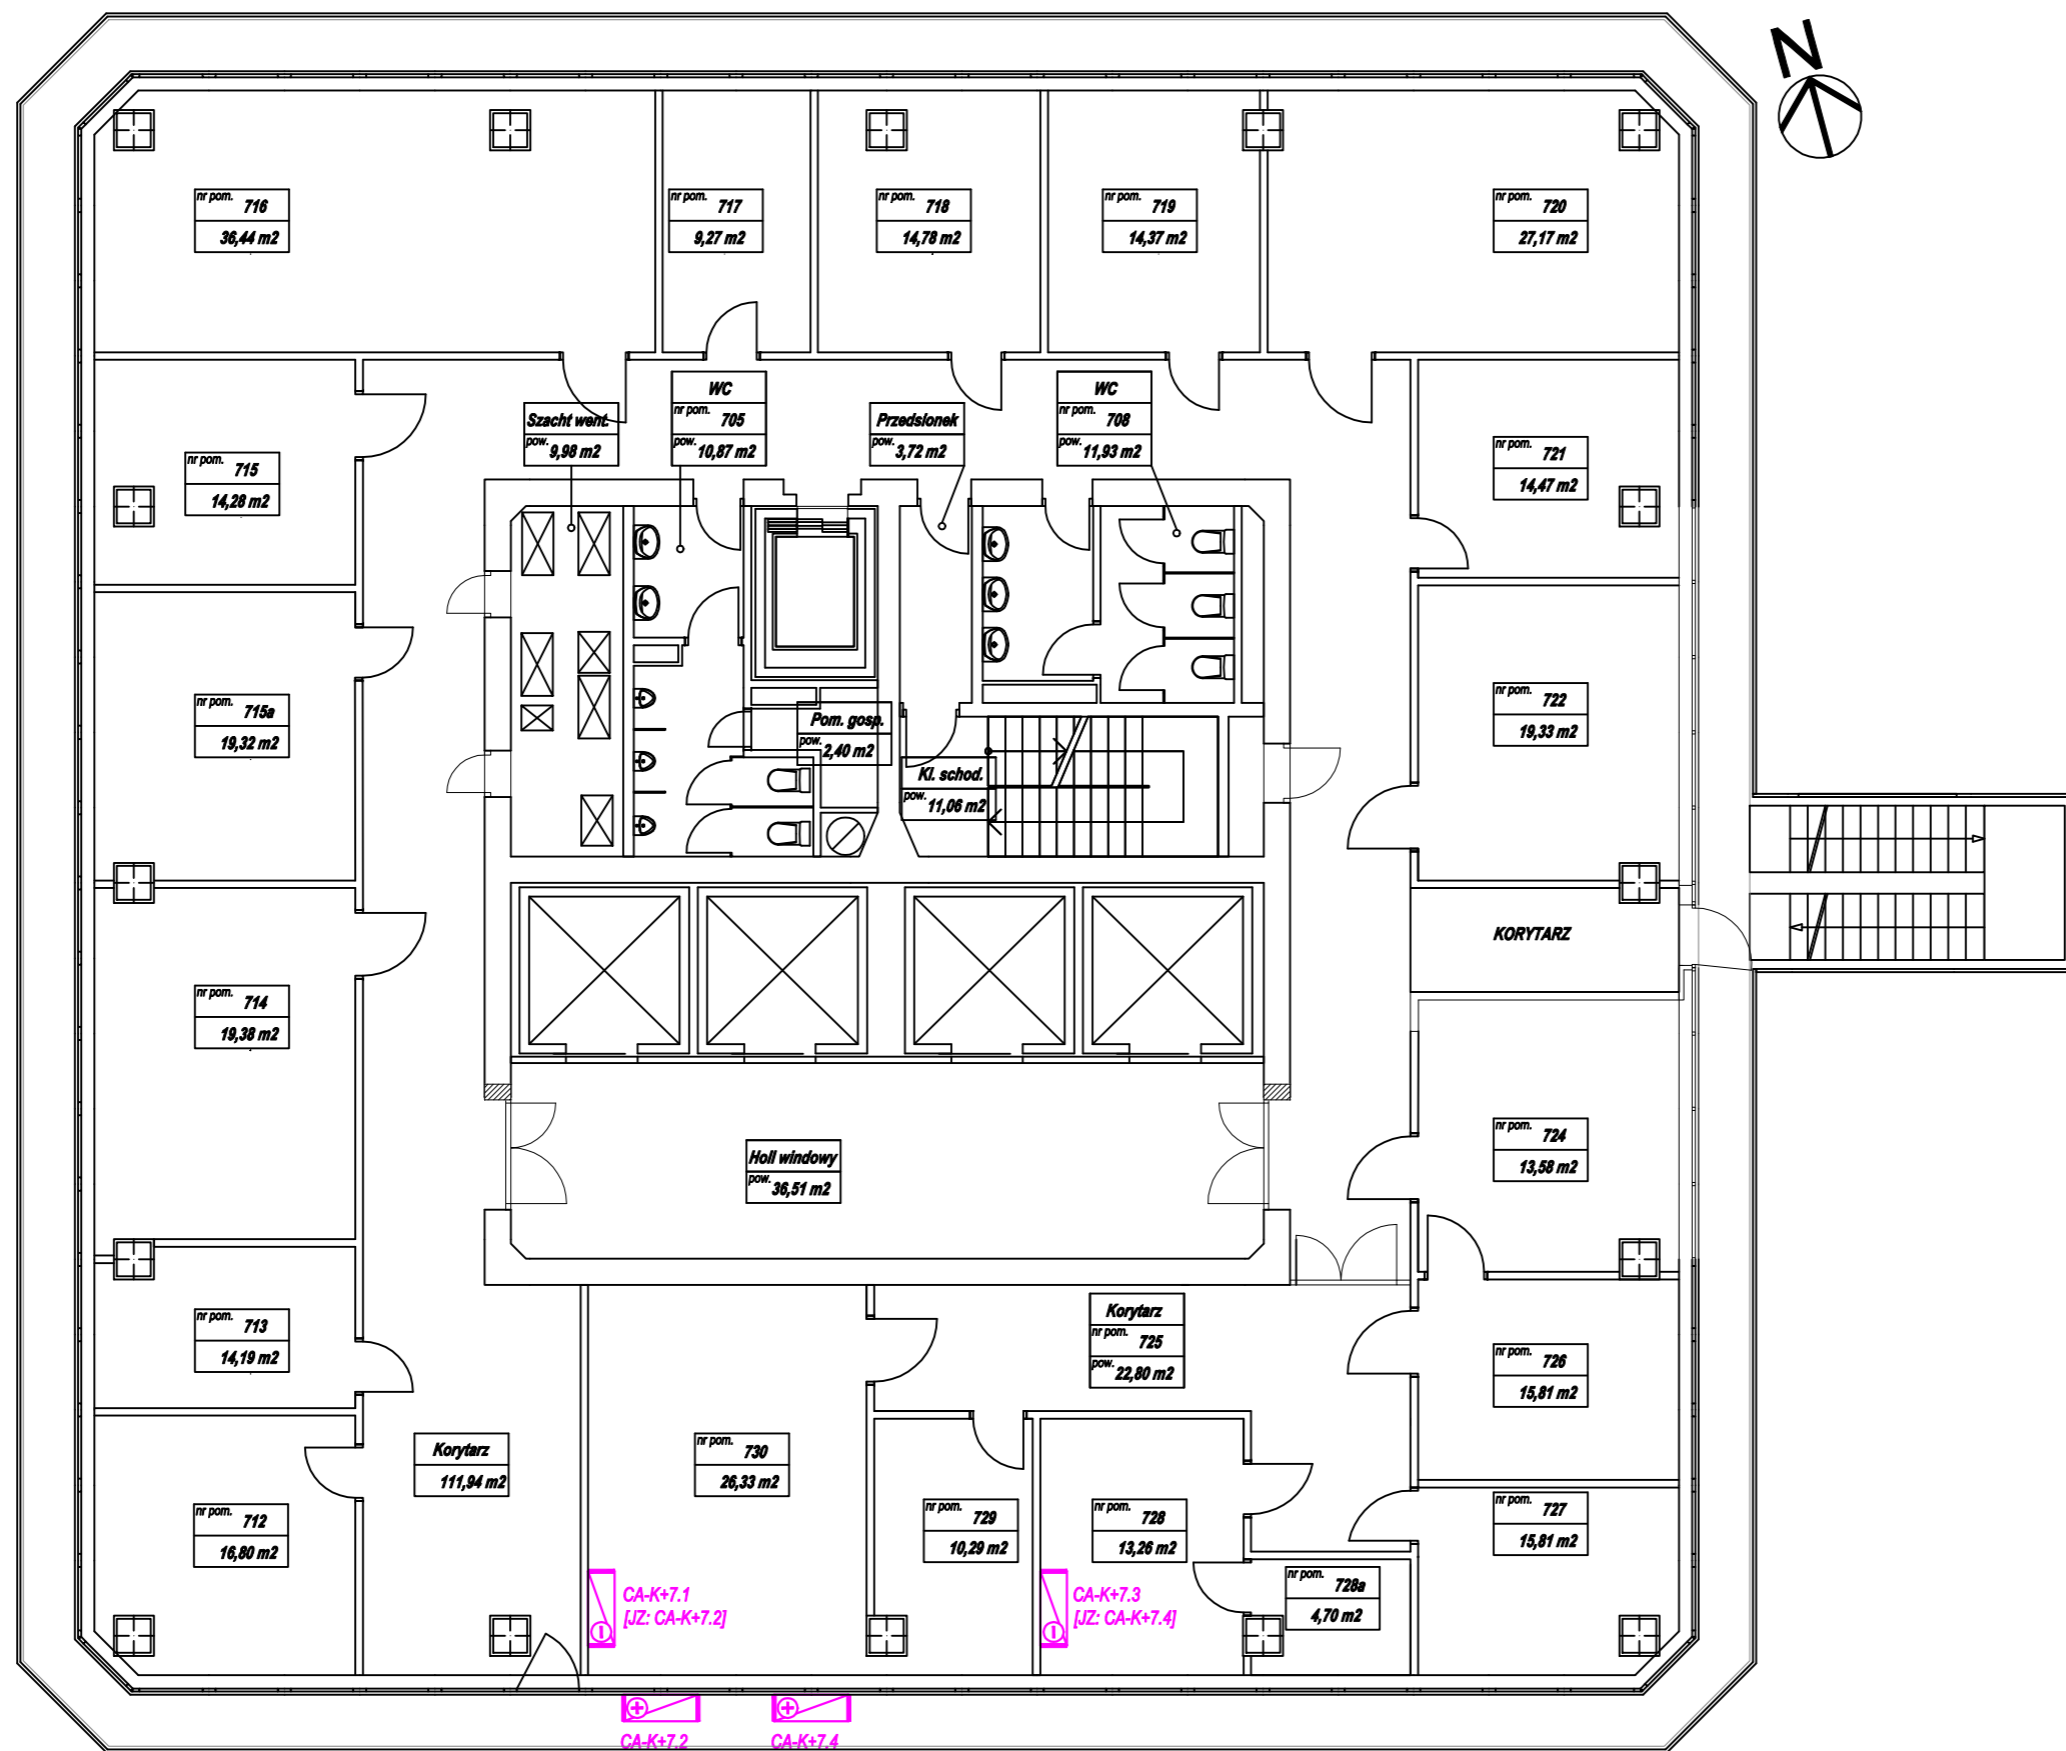 N
nr pom. 716
36,44 m2
nr pom. 717
9,27 m2
nr pom. 718
14,78 m2
nr pom. 719
14,37 m2
nr pom. 720
27,17 m2
Szacht went.
pow. 9,98 m2
WC
nr pom. 705
pow. 10,87 m2
Przedsionek
pow. 3,72 m2
WC
nr pom. 708
pow. 11,93 m2
nr pom. 715
14,28 m2
nr pom. 721
14,47 m2
nr pom. 715a
19,32 m2
Pom. gosp.
pow. 2,40 m2
Kl. schod.
pow. 11,06 m2
nr pom. 722
19,33 m2
KORYTARZ
nr pom. 714
19,38 m2
Holl windowy
pow. 36,51 m2
nr pom. 724
13,58 m2
nr pom. 713
14,19 m2
Korytarz
nr pom. 725
pow. 22,80 m2
nr pom. 726
15,81 m2
Korytarz
111,94 m2
nr pom. 730
26,33 m2
nr pom. 712
16,80 m2
nr pom. 729
10,29 m2
nr pom. 728
13,26 m2
nr pom. 727
15,81 m2
nr pom. 728a
4,70 m2
CA-K+7.1
[JZ: CA-K+7.2]
CA-K+7.3
[JZ: CA-K+7.4]
CA-K+7.2
CA-K+7.4